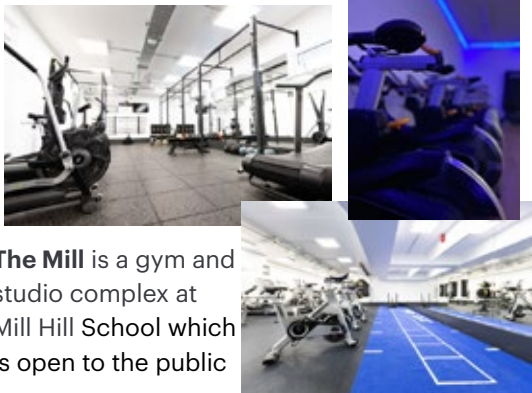 The Mill is a gym and
studio complex at
Mill Hill School which
is open to the public